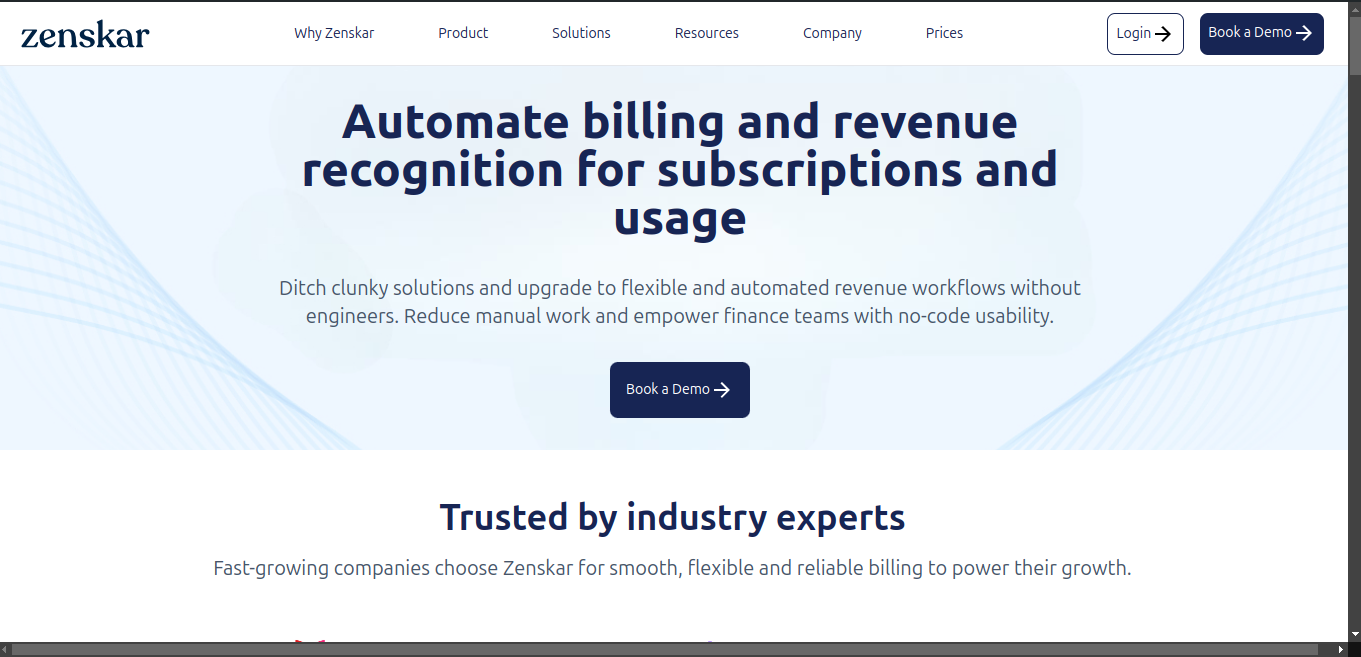 zenskar
Why Zenskar
Product
Solutions
Resources
Company
Prices
Login
Book a Demo
Automate billing and revenue
recognition for subscriptions and
usage
Ditch clunky solutions and upgrade to flexible and automated revenue workflows without
engineers. Reduce manual work and empower finance teams with no-code usability.
Book a Demo
Trusted by industry experts
Fast-growing companies choose Zenskar for smooth, flexible and reliable billing to power their growth.